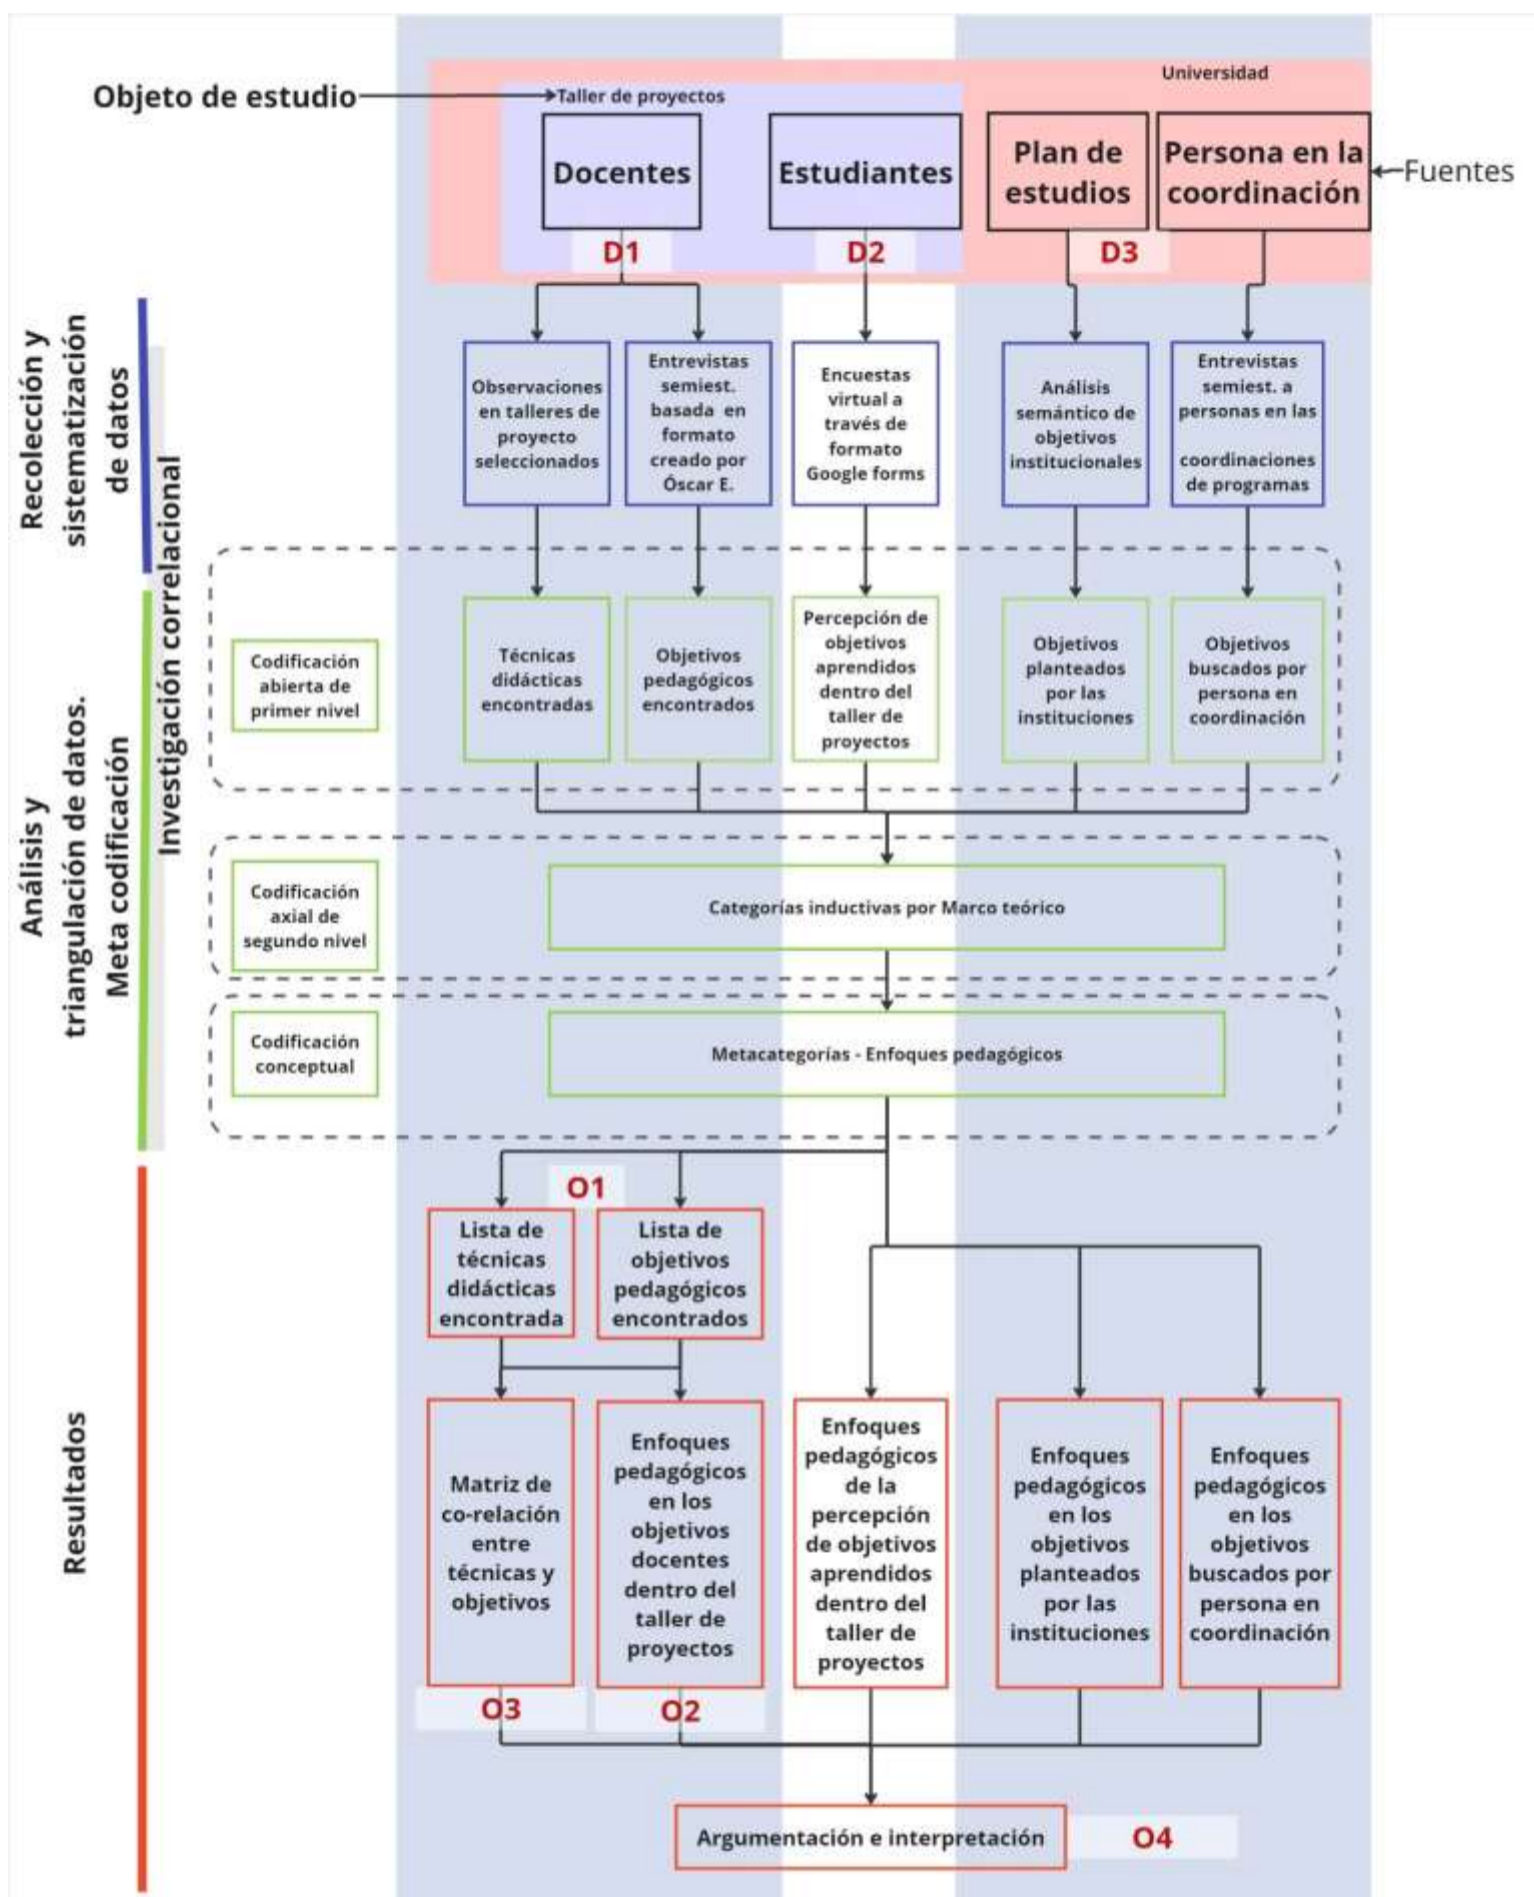 Universidad
Objeto de estudio
Taller de proyectos
Docentes
Estudiantes
Plan de
estudios
Persona en la
coordinación
Fuentes
D1
D2
D3
Recolección y
sistematización
de datos
Investigación correlacional
Observaciones
en talleres de
proyecto
seleccionados
Entrevistas
semiest.
basada en
formato
creado por
Óscar E.
Encuestas
virtual a
través de
formato
Google forms
Análisis
semántico de
objetivos
institucionales
Entrevistas
semiest. a
personas en las
coordinaciones
de programas
Análisis y
triangulación de datos.
Meta codificación
Codificación
abierta de
primer nivel
Técnicas
didácticas
encontradas
Objetivos
pedagógicos
encontrados
Percepción de
objetivos
aprendidos
dentro del
taller de
proyectos
Objetivos
planteados
por las
instituciones
Objetivos
buscados por
persona en
coordinación
Codificación
axial de
segundo nivel
Categorías inductivas por Marco teórico
Codificación
conceptual
Metacategorías - Enfoques pedagógicos
Resultados
O1
Lista de
técnicas
didácticas
encontrada
Lista de
objetivos
pedagógicos
encontrados
Matriz de
co-relación
entre
técnicas y
objetivos
Enfoques
pedagógicos
en los
objetivos
docentes
dentro del
taller de
proyectos
Enfoques
pedagógicos
de la
percepción
de objetivos
aprendidos
dentro del
taller de
proyectos
Enfoques
pedagógicos
en los
objetivos
planteados
por las
instituciones
Enfoques
pedagógicos
en los
objetivos
buscados por
persona en
coordinación
O3
O2
Argumentación e interpretación
O4